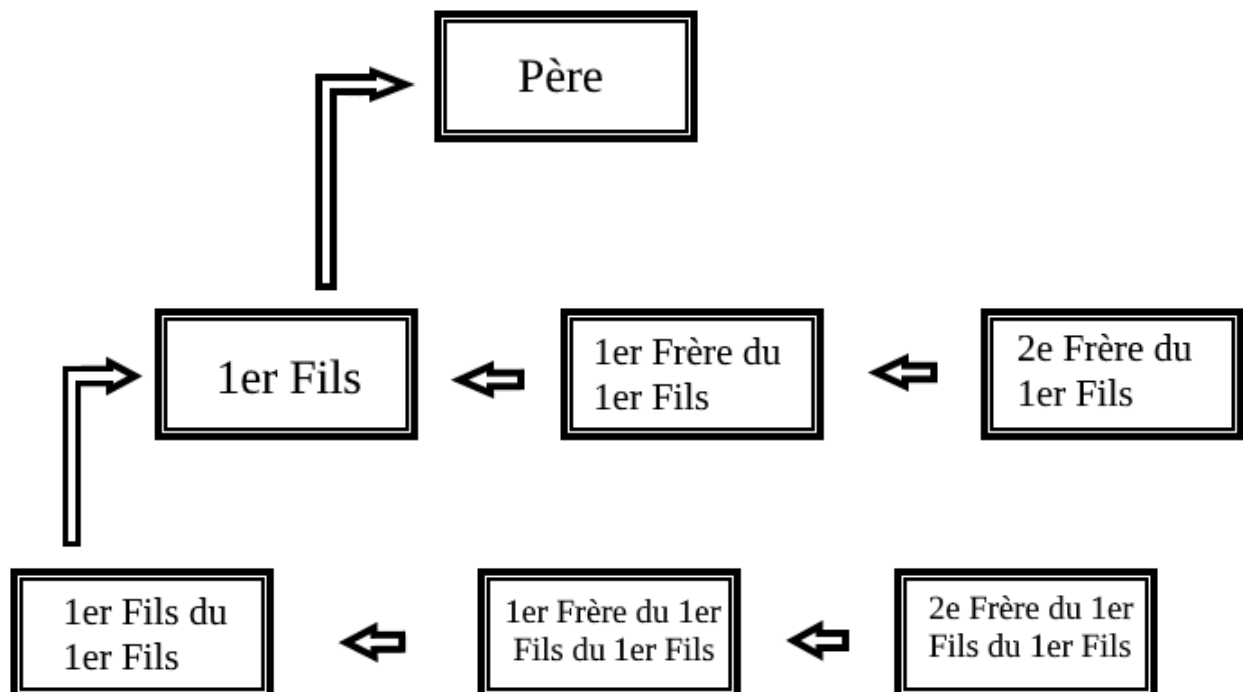 Père
1er Fils
1er Frère du
1er Fils
2e Frère du
1er Fils
1er Fils du
1er Fils
1er Frère du 1er
Fils du 1er Fils
2e Frère du 1er
Fils du 1er Fils